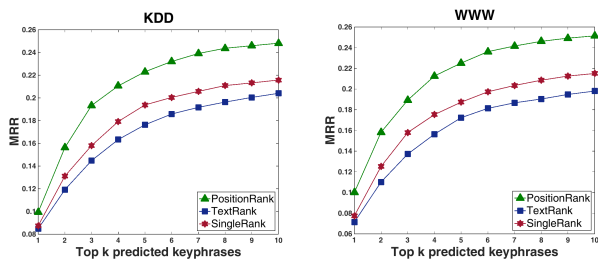 KDD
0.26
0.24
0.22
0.2
0.18
0.16
0.14
0.12
0.1
0.08
MRR
1 2 3 4 5 6 7 8 9 10
Top k predicted keyphrases
PositionRank
TextRank
SingleRank
WWW
0.26
0.24
0.22
0.2
0.18
0.16
0.14
0.12
0.1
0.08
0.06
MRR
1 2 3 4 5 6 7 8 9 10
Top k predicted keyphrases
PositionRank
TextRank
SingleRank